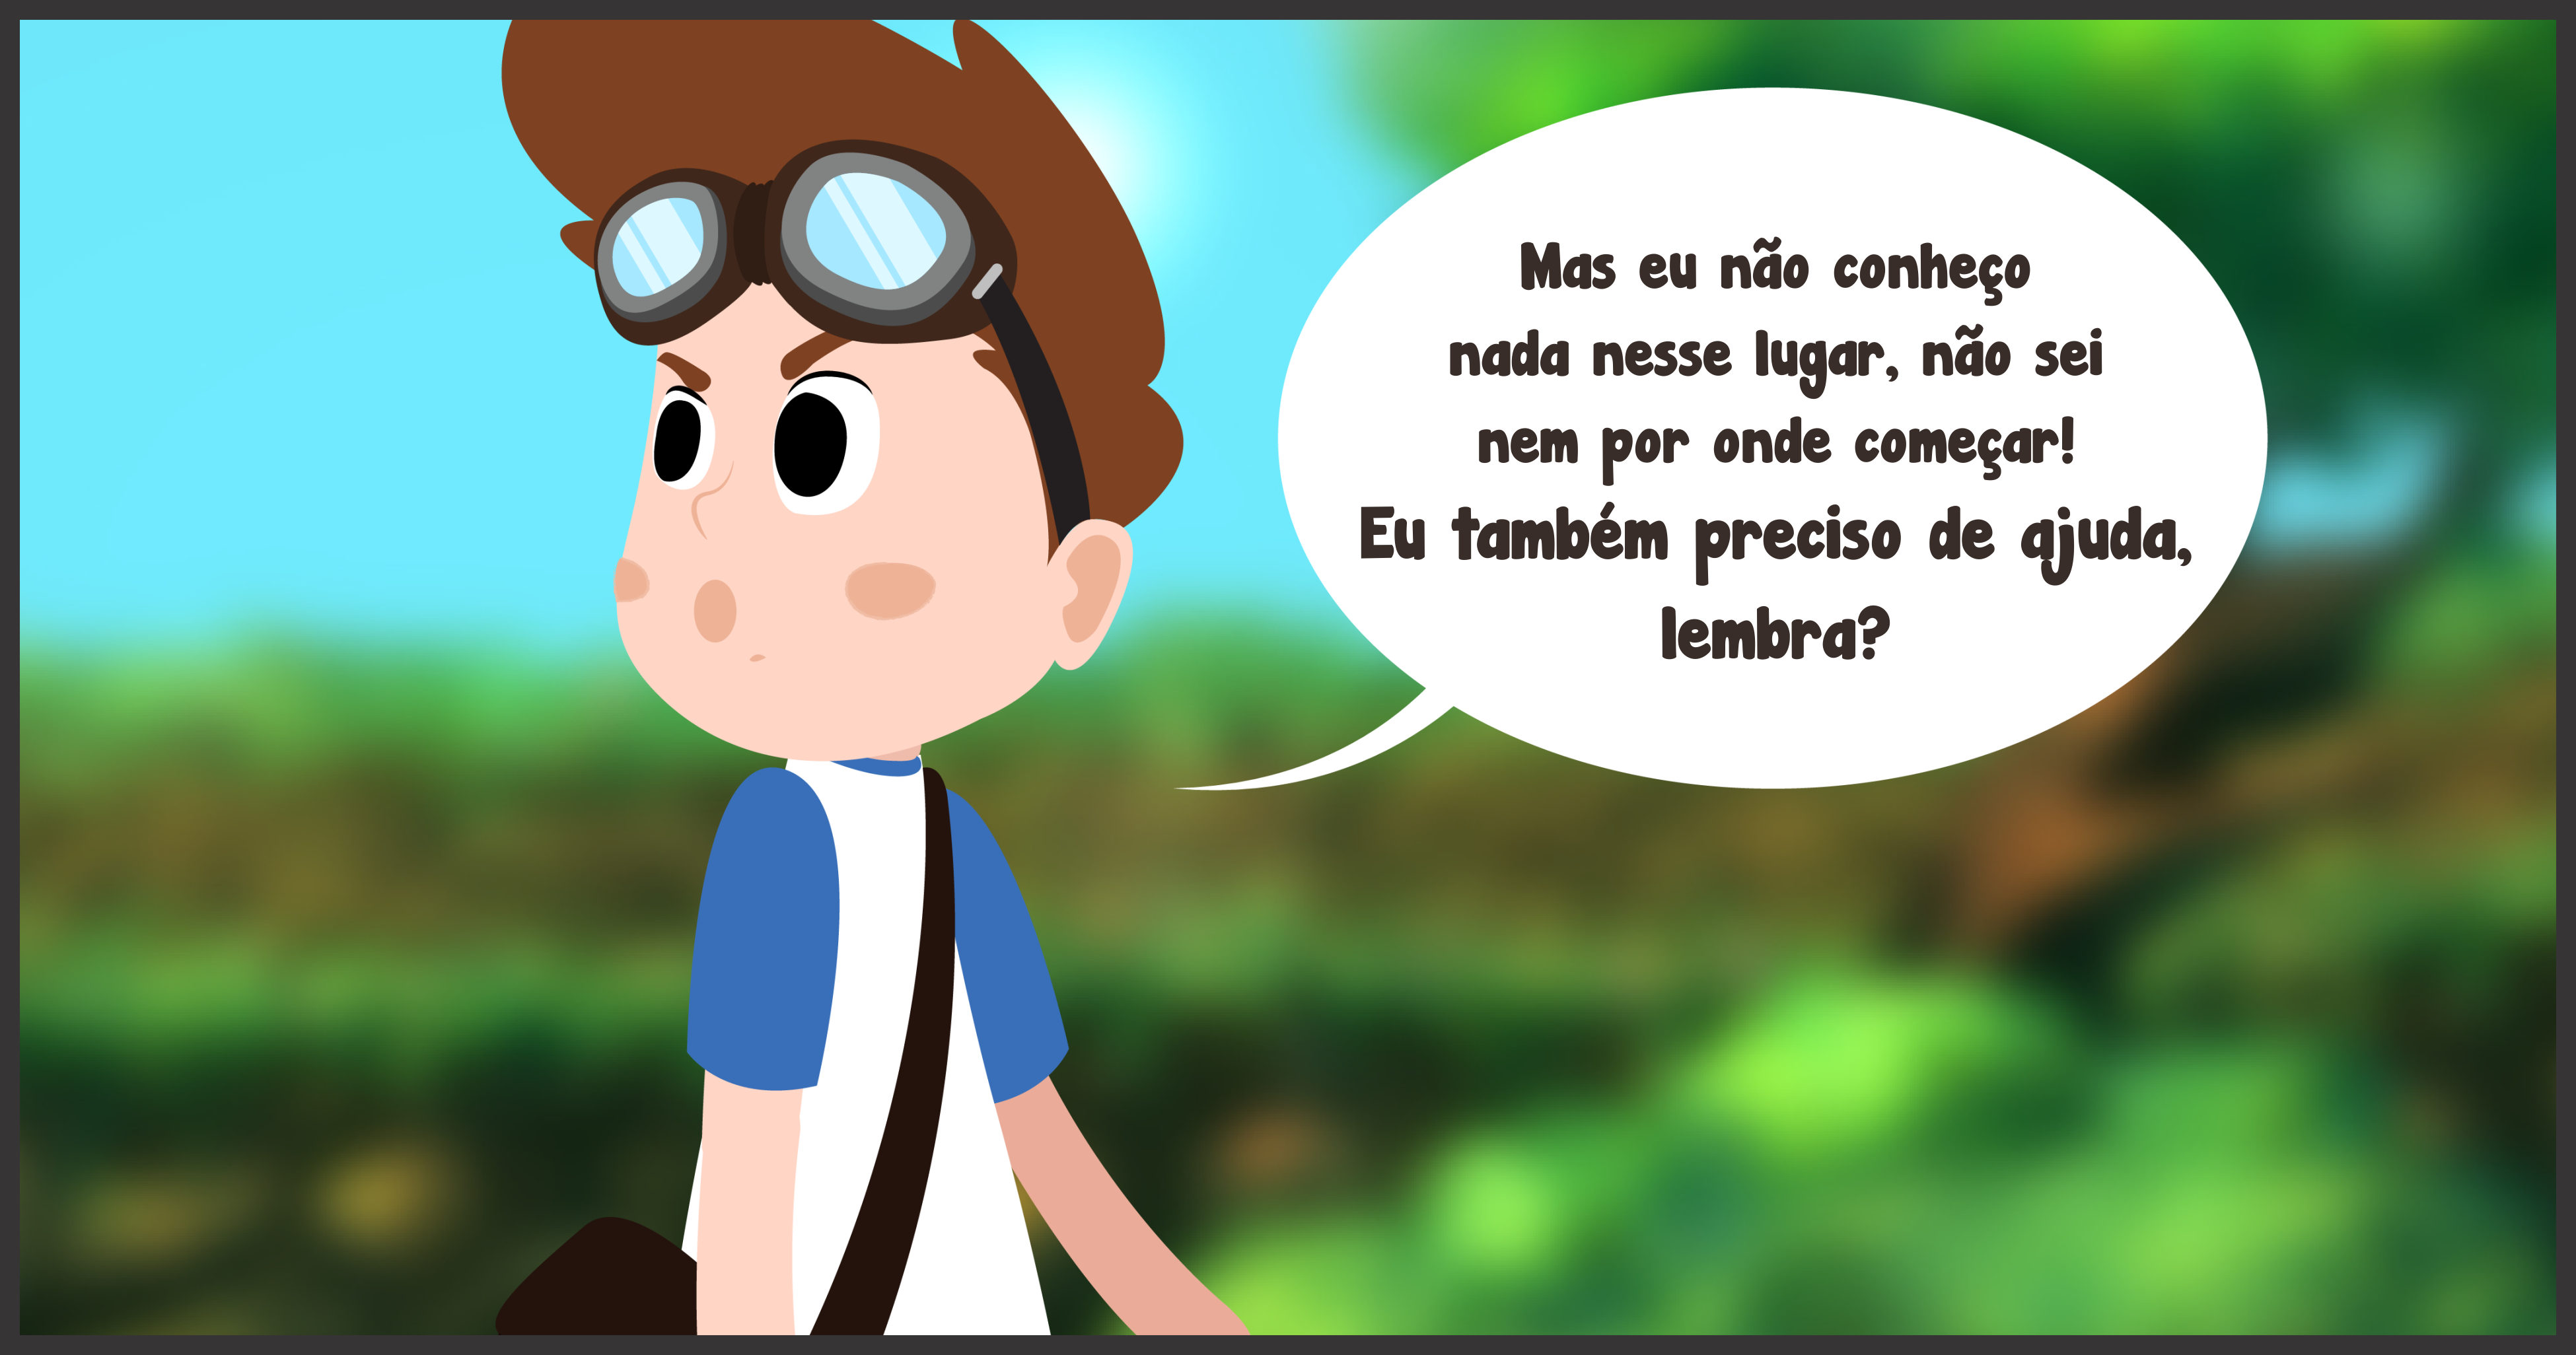 Mas eu não conheço
nada nesse lugar, não sei
nem por onde começar!
Eu também preciso de ajuda,
lembra?